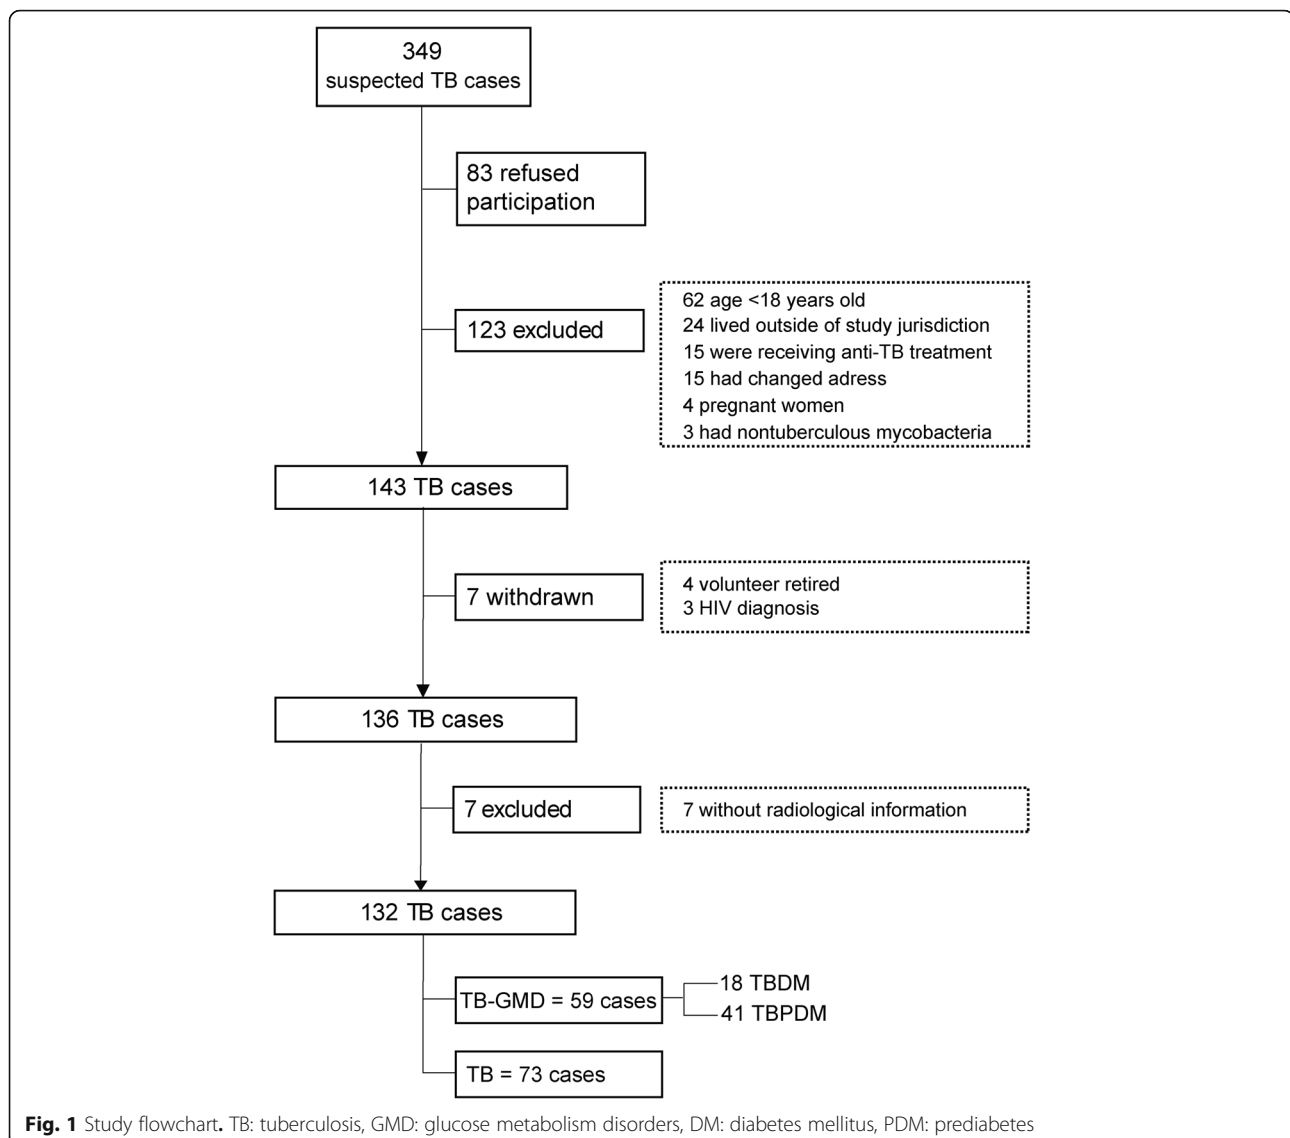 349
suspected TB cases
83 refused
participation
123 excluded
62 age <18 years old
24 lived outside of study jurisdiction
15 were receiving anti-TB treatment
15 had changed adress
4 pregnant women
3 had nontuberculous mycobacteria
143 TB cases
7 withdrawn
4 volunteer retired
3 HIV diagnosis
136 TB cases
7 excluded
7 without radiological information
132 TB cases
TB-GMD = 59 cases
18 TBDM
41 TBPDM
TB = 73 cases
Fig. 1 Study flowchart. TB: tuberculosis, GMD: glucose metabolism disorders, DM: diabetes mellitus, PDM: prediabetes